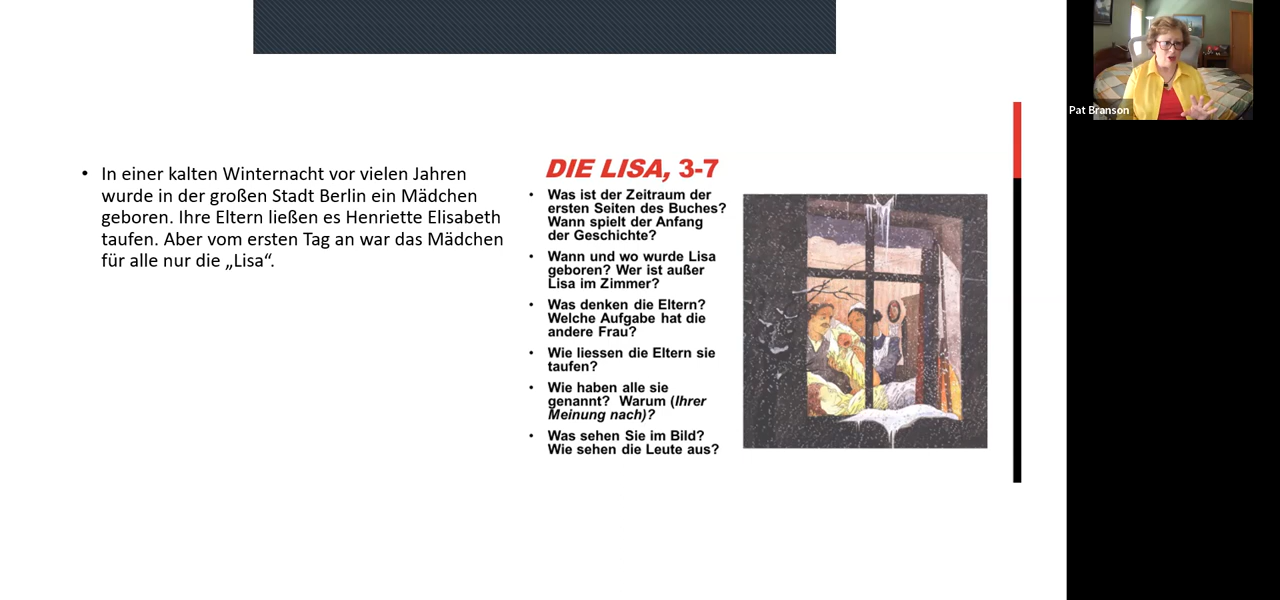 In einer kalten Winternacht vor vielen Jahren
wurde in der großen Stadt Berlin ein Mädchen
geboren. Ihre Eltern ließen es Henriette Elisabeth
taufen. Aber vom ersten Tag an war das Mädchen
für alle nur die „Lisa“.
DIE LISA, 3-7
Was ist der Zeitraum der
ersten Seiten des Buches?
Wann spielt der Anfang
der Geschichte?
Wann und wo wurde Lisa
geboren? Wer ist außer
Lisa im Zimmer?
Was denken die Eltern?
Welche Aufgabe hat die
andere Frau?
Wie liessen die Eltern sie
taufen?
Wie haben alle sie
genannt?  Warum (Ihrer
Meinung nach)?
Was sehen Sie im Bild?
Wie sehen die Leute aus?
Pat Branson